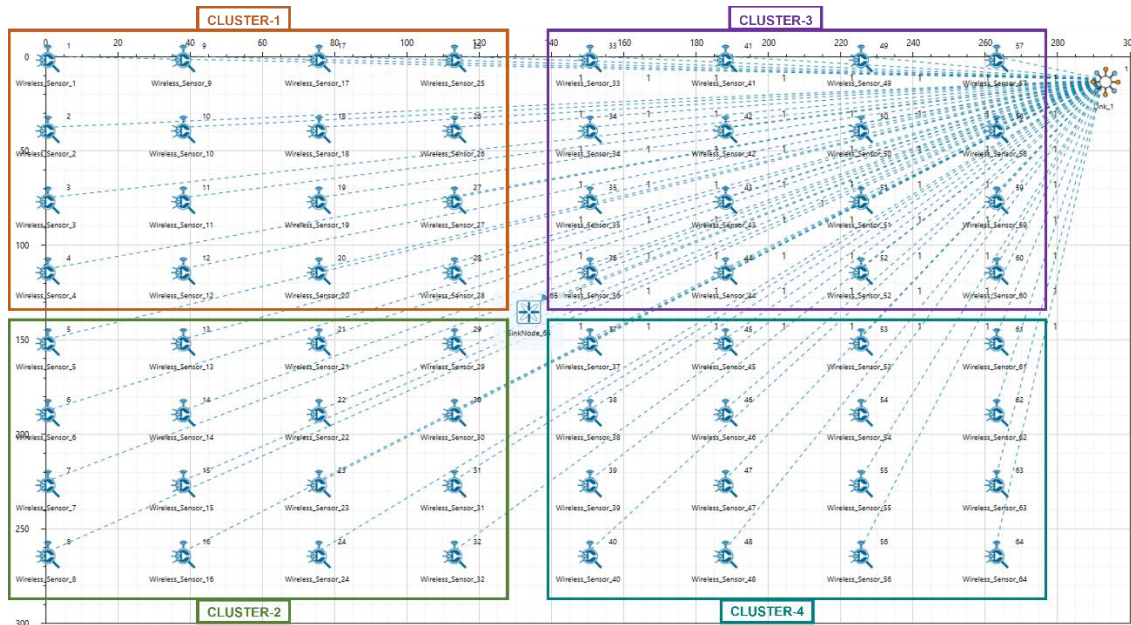 CLUSTER-1 CLUSTER-3
0 20 40 60 80 100 120 140 160 180 200 220 240 260 280 30
0
1 9 17 33 41 49 57
Wireless_Sensor_1 Wireless_Sensor_9 Wireless_Sensor_17 Wireless_Sensor_25 Wireless_Sensor_33 Wireless_Sensor_41 Wireless_Sensor_49
2 10 18 26 34 42 50
Wireless_Sensor_2 Wireless_Sensor_10 Wireless_Sensor_18 Wireless_Sensor_26 Wireless_Sensor_34 Wireless_Sensor_42 Wireless_Sensor_50 Wireless_Sensor_58
50
3 11 19 27 35 43 51 59
Wireless_Sensor_3 Wireless_Sensor_11 Wireless_Sensor_19 Wireless_Sensor_27 Wireless_Sensor_35 Wireless_Sensor_43 Wireless_Sensor_51 Wireless_Sensor_59
100
4 12 20 28 36 44 52 60
Wireless_Sensor_4 Wireless_Sensor_12 Wireless_Sensor_20 Wireless_Sensor_28 Wireless_Sensor_36 Wireless_Sensor_44 Wireless_Sensor_52 Wireless_Sensor_60
65
5 13 21 29 37 45 53 61
150
Wireless_Sensor_5 Wireless_Sensor_13 Wireless_Sensor_21 Wireless_Sensor_29 Wireless_Sensor_37 Wireless_Sensor_45 Wireless_Sensor_53 Wireless_Sensor_61
6 14 22 30 38 46 54 62
200
Wireless_Sensor_6 Wireless_Sensor_14 Wireless_Sensor_22 Wireless_Sensor_30 Wireless_Sensor_38 Wireless_Sensor_46 Wireless_Sensor_54 Wireless_Sensor_62
7 15 23 31 39 47 55 63
Wireless_Sensor_7 Wireless_Sensor_15 Wireless_Sensor_23 Wireless_Sensor_31 Wireless_Sensor_39 Wireless_Sensor_47 Wireless_Sensor_55 Wireless_Sensor_63
250
8 16 24 32 40 48 56 64
Wireless_Sensor_8 Wireless_Sensor_16 Wireless_Sensor_24 Wireless_Sensor_32 Wireless_Sensor_40 Wireless_Sensor_48 Wireless_Sensor_56 Wireless_Sensor_64
CLUSTER-2 CLUSTER-4
300